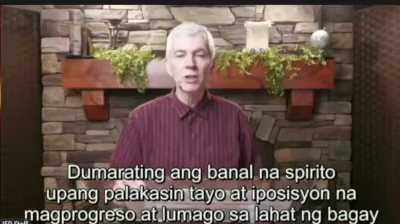 Dumarating ang banal na spirito
upang palakasin tayo at iposisyon na
magprogreso at lumago sa lahat ng bagay